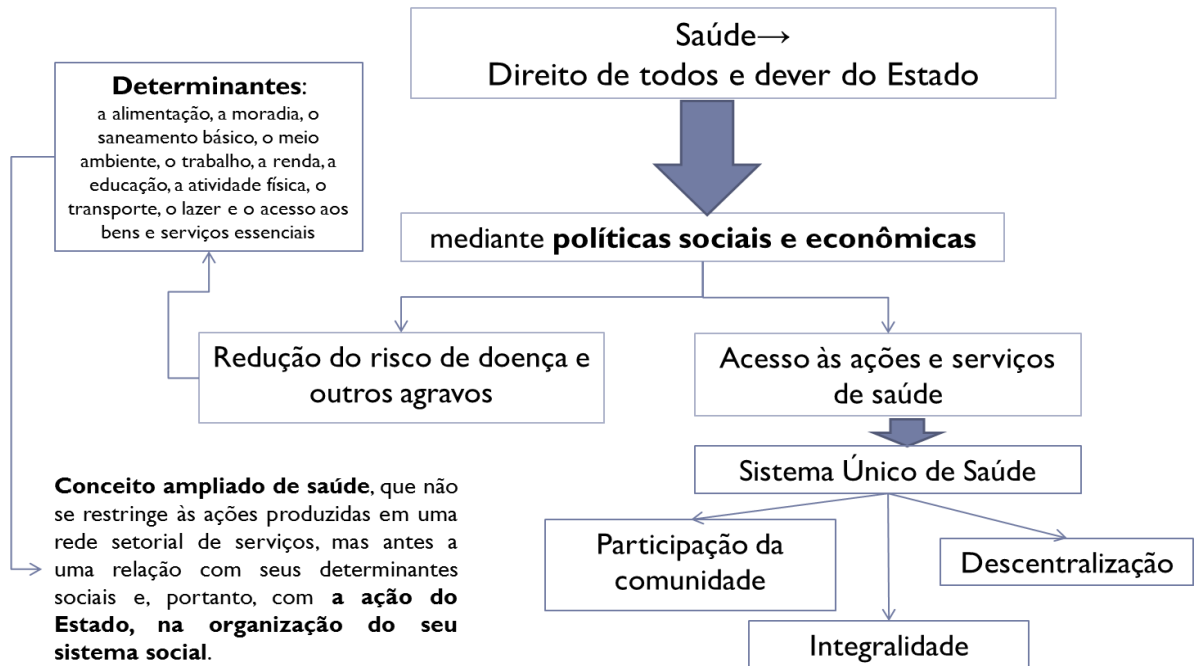 Saúde→
Direito de todos e dever do Estado
Determinantes:
a alimentação, a moradia, o
saneamento básico, o meio
ambiente, o trabalho, a renda, a
educação, a atividade física, o
transporte, o lazer e o acesso aos
bens e serviços essenciais
mediante políticas sociais e econômicas
Redução do risco de doença e
outros agravos
Acesso às ações e serviços
de saúde
Sistema Único de Saúde
Participação da
comunidade
Descentralização
Integralidade
Conceito ampliado de saúde, que não
se restringe às ações produzidas em uma
rede setorial de serviços, mas antes a
uma relação com seus determinantes
sociais e, portanto, com a ação do
Estado, na organização do seu
sistema social.